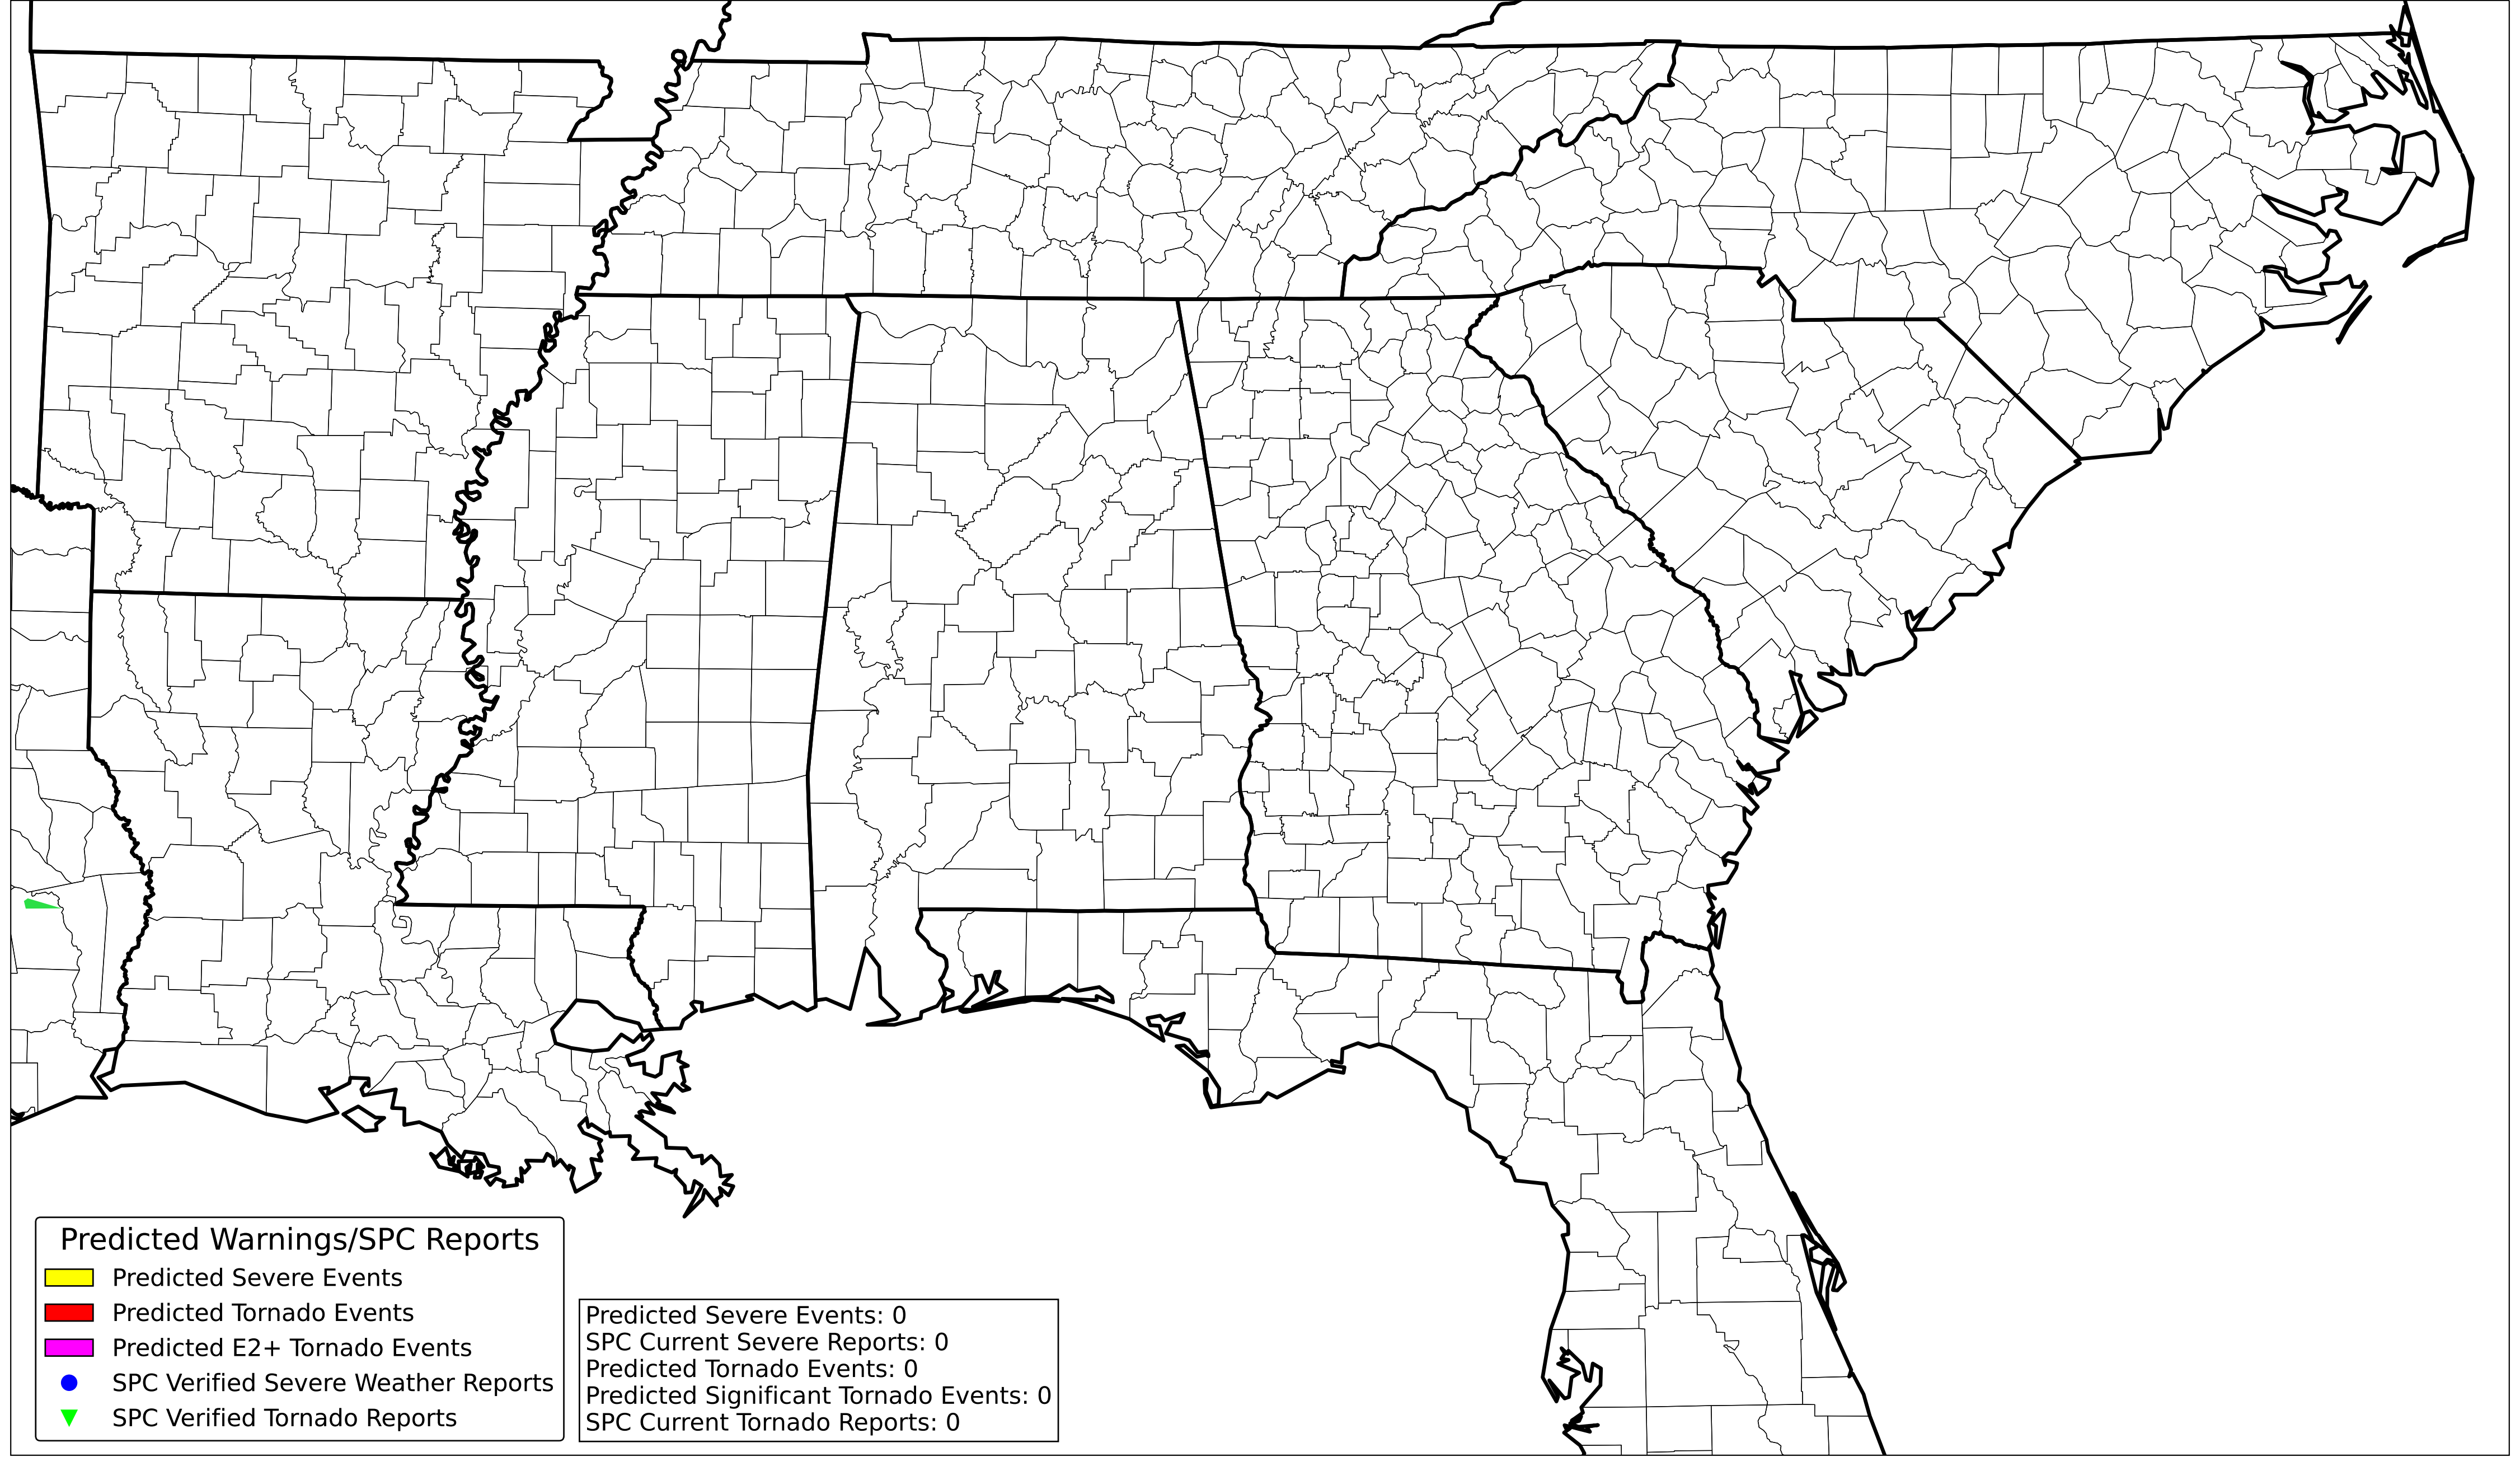 Predicted Warnings/SPC Reports
Predicted Severe Events
Predicted Tornado Events
Predicted E2+ Tornado Events
SPC Verified Severe Weather Reports
SPC Verified Tornado Reports
Predicted Severe Events: 0
SPC Current Severe Reports: 0
Predicted Tornado Events: 0
Predicted Significant Tornado Events: 0
SPC Current Tornado Reports: 0